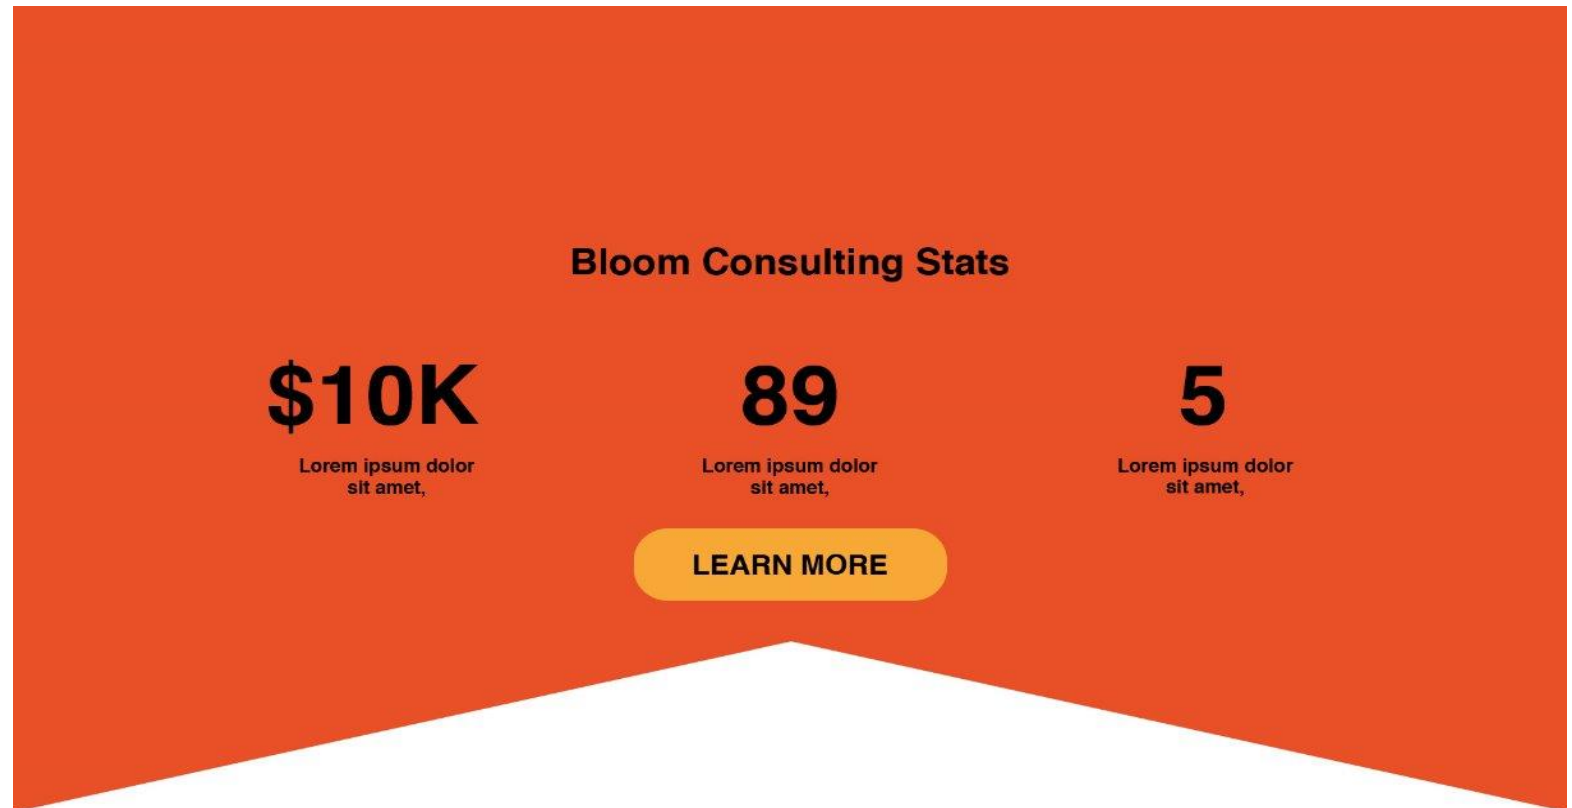 Bloom Consulting Stats
$10K
89
5
Lorem ipsum dolor
sit amet,
Lorem ipsum dolor
sit amet,
Lorem ipsum dolor
sit amet,
LEARN MORE